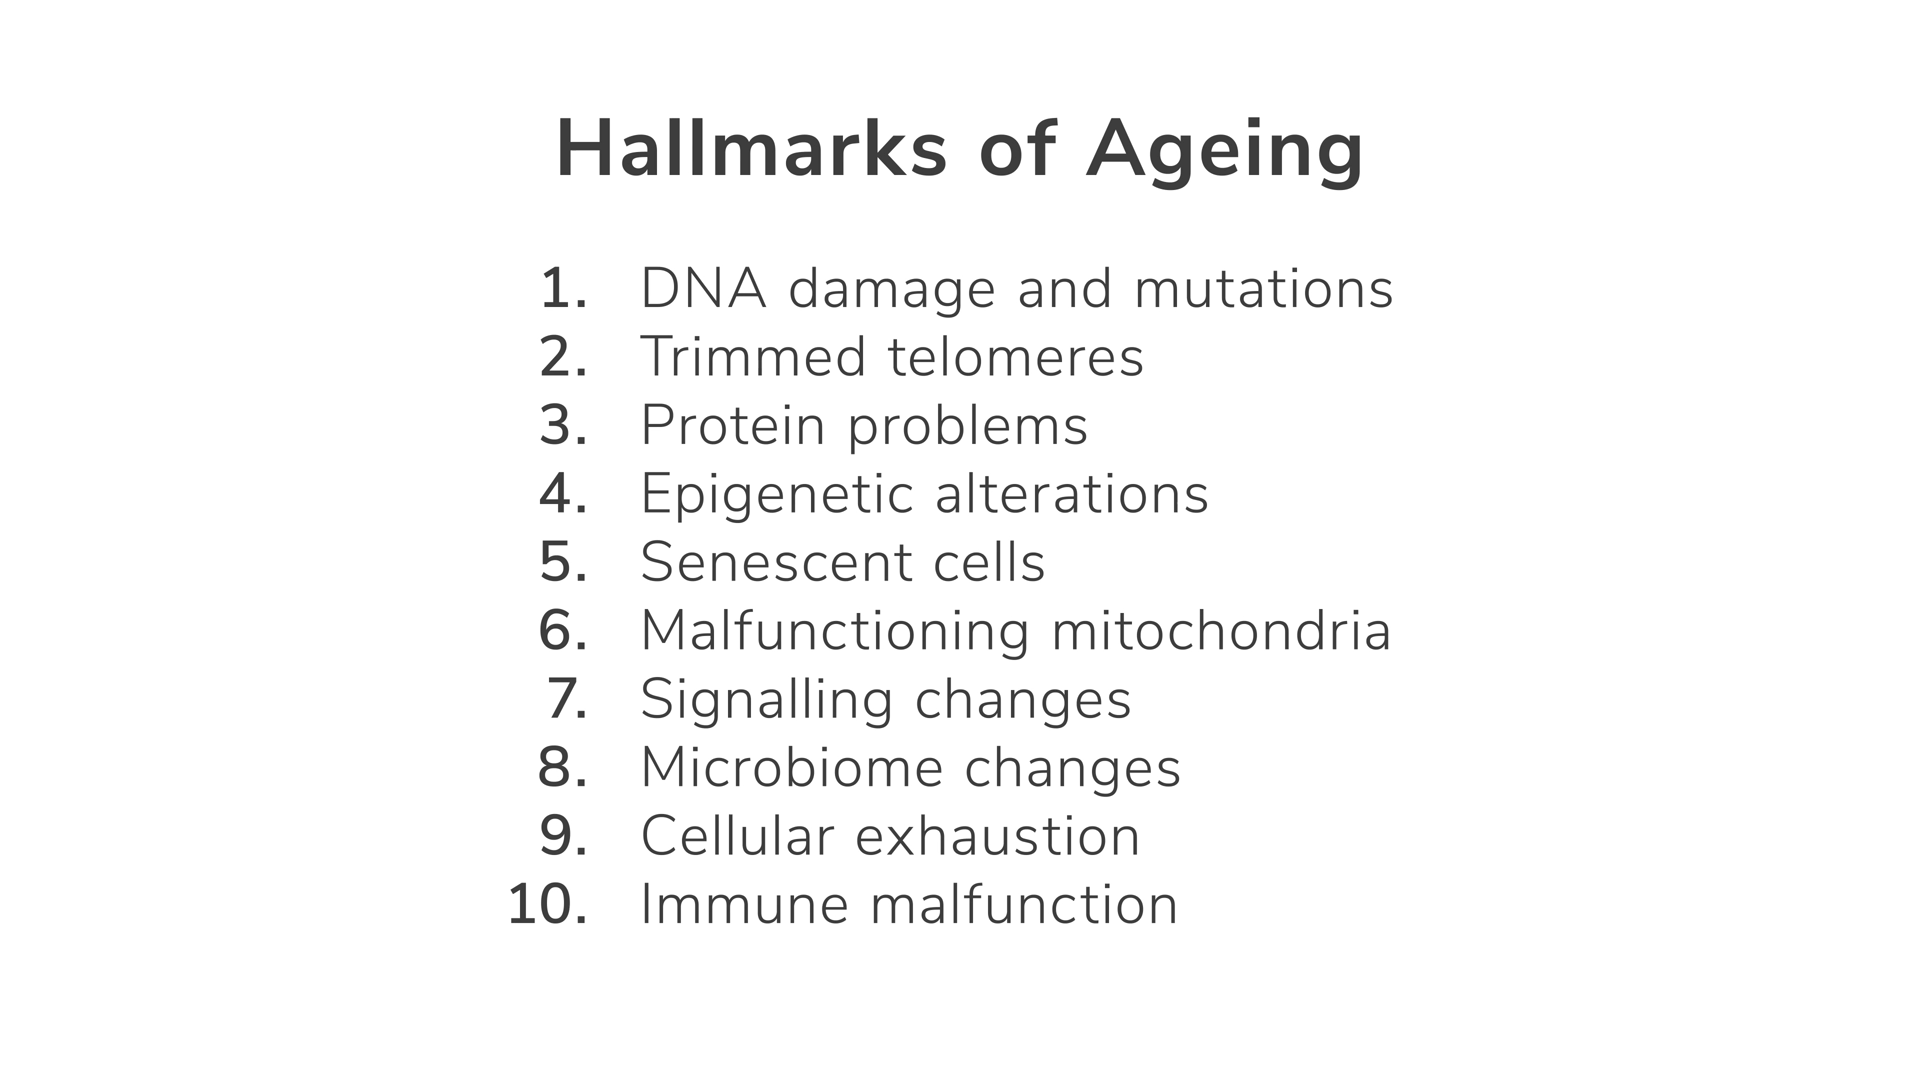 Hallmarks of Ageing
1. DNA damage and mutations
2. Trimmed telomeres
3. Protein problems
4. Epigenetic alterations
5. Senescent cells
6. Malfunctioning mitochondria
7. Signalling changes
8. Microbiome changes
9. Cellular exhaustion
10. Immune malfunction